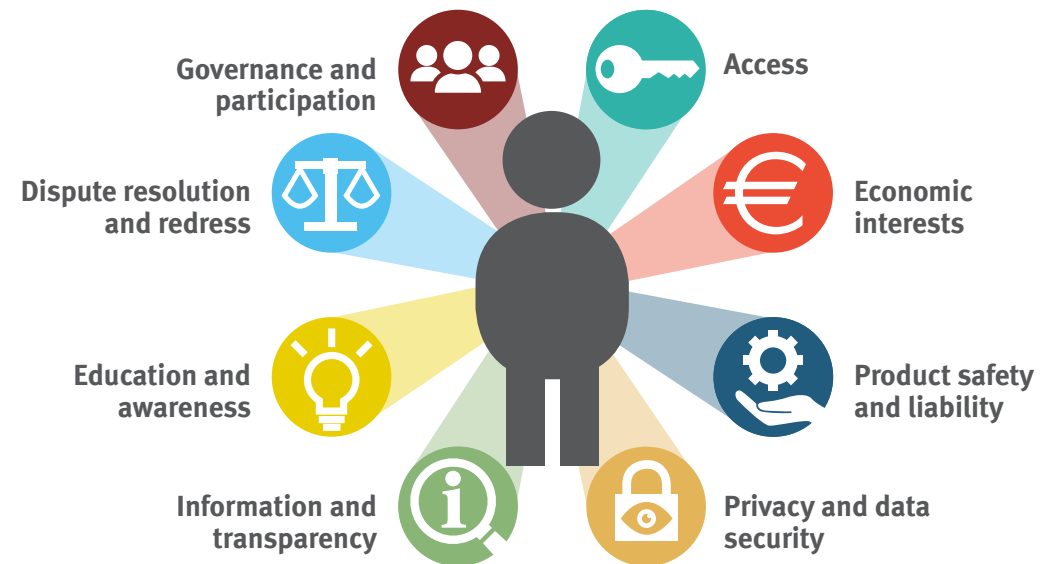 Governance and
participation
Access
Dispute resolution
and redress
Economic
interests
Education and
awareness
Product safety
and liability
Information and
transparency
Privacy and data
security